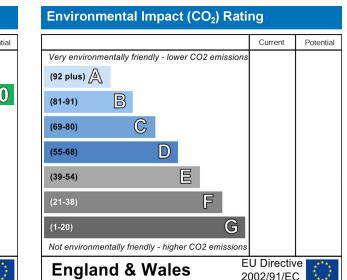 Environmental Impact (CO2) Rating
tial
Current Potential
Very environmentally friendly - lower CO2 emissions
(92 plus) A
0
(81-91) B
(69-80) C
(55-68) D
(39-54) E
(21-38) F
(1-20) G
Not environmentally friendly - higher CO2 emissions
England & Wales
EU Directive
2002/91/EC